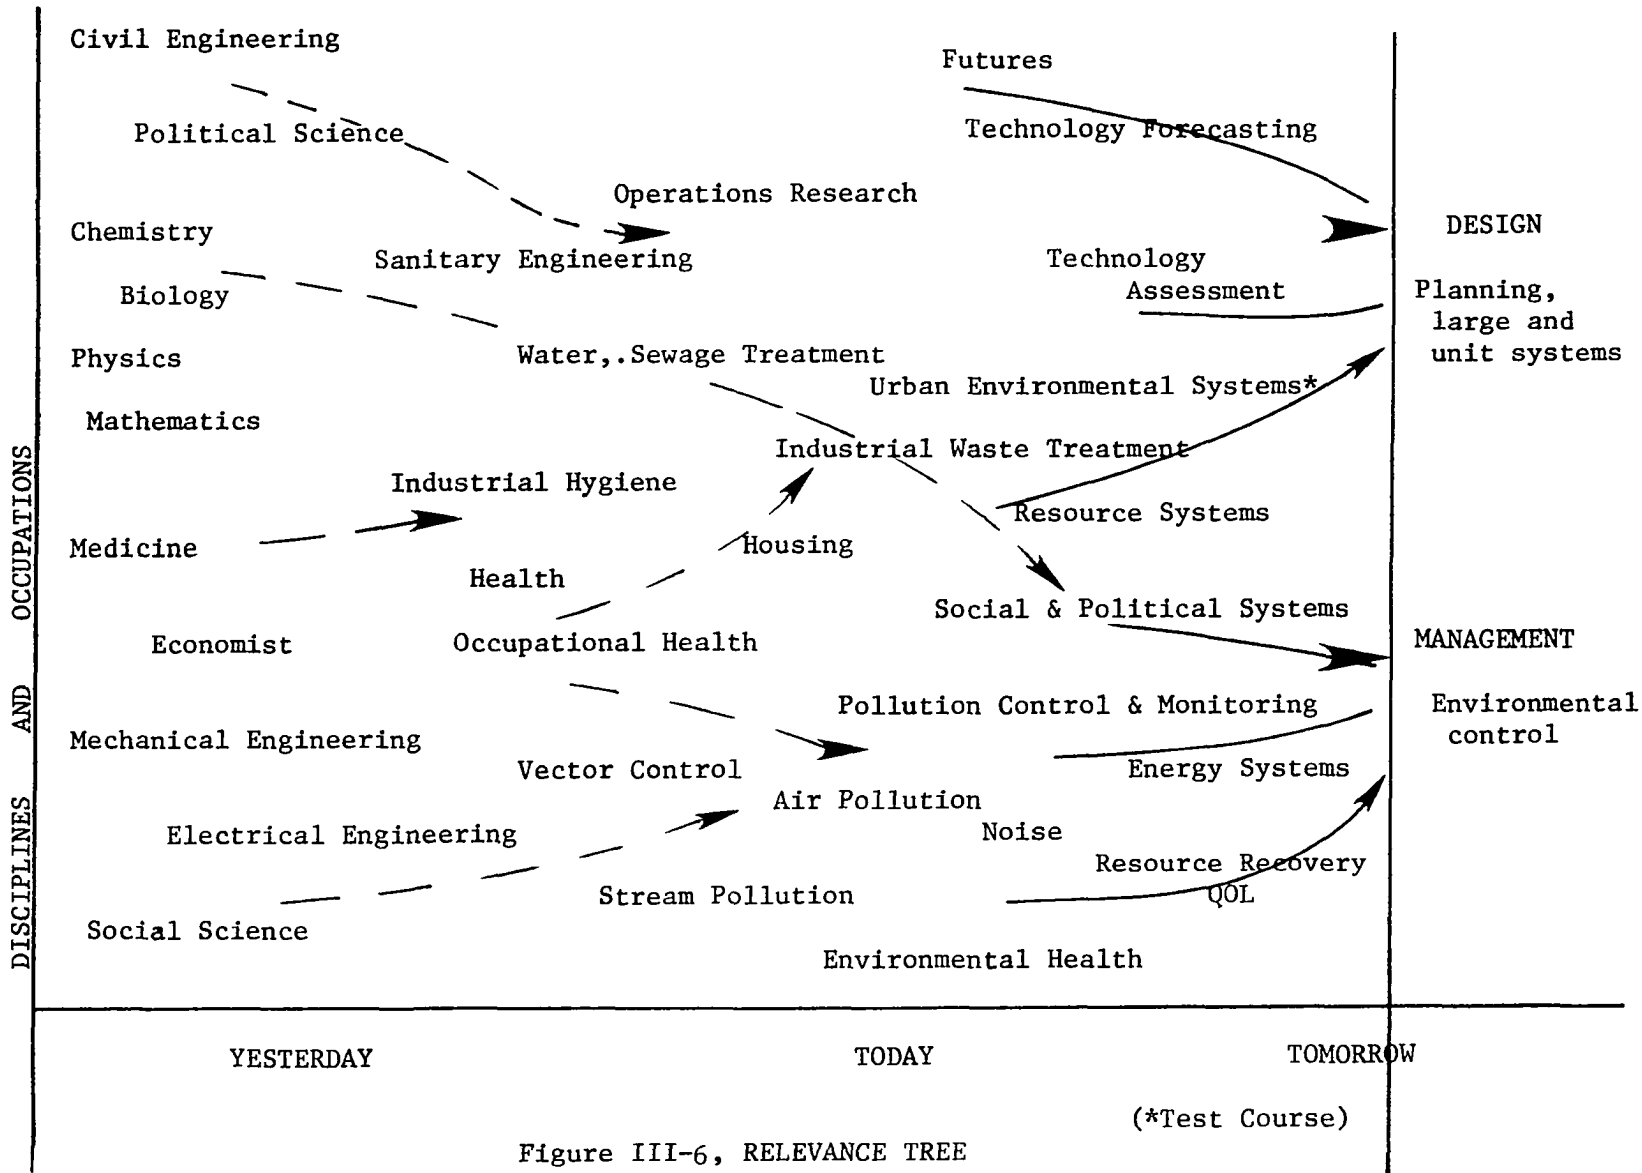 Civil Engineering
Futures
Political Science
Technology Forecasting
Operations Research
Chemistry
DESIGN
Sanitary Engineering
Technology
Assessment
Biology
Planning,
large and
unit systems
Physics
Water,.Sewage Treatment
Urban Environmental Systems*
Mathematics
Industrial Waste Treatment
Industrial Hygiene
Resource Systems
Medicine
Housing
Health
Social & Political Systems
Economist
Occupational Health
MANAGEMENT
Pollution Control & Monitoring
Environmental
control
Mechanical Engineering
Vector Control
Energy Systems
Air Pollution
Electrical Engineering
Noise
Resource Recovery
Stream Pollution
QOL
Social Science
Environmental Health
DISCIPLINES AND OCCUPATIONS
YESTERDAY
TODAY
TOMORROW
(*Test Course)
Figure III-6, RELEVANCE TREE